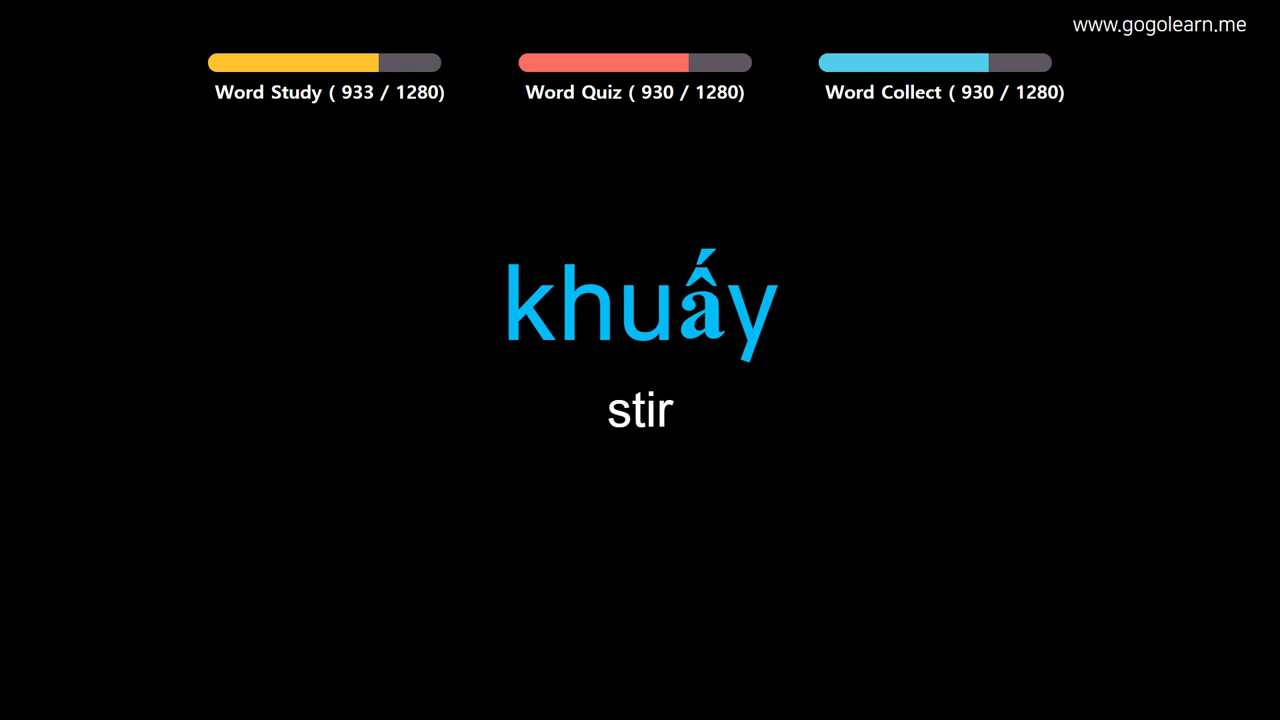 www.gogolearn.me
Word Study ( 933 / 1280)
Word Quiz ( 930 / 1280)
Word Collect ( 930 / 1280)
khuấy
stir